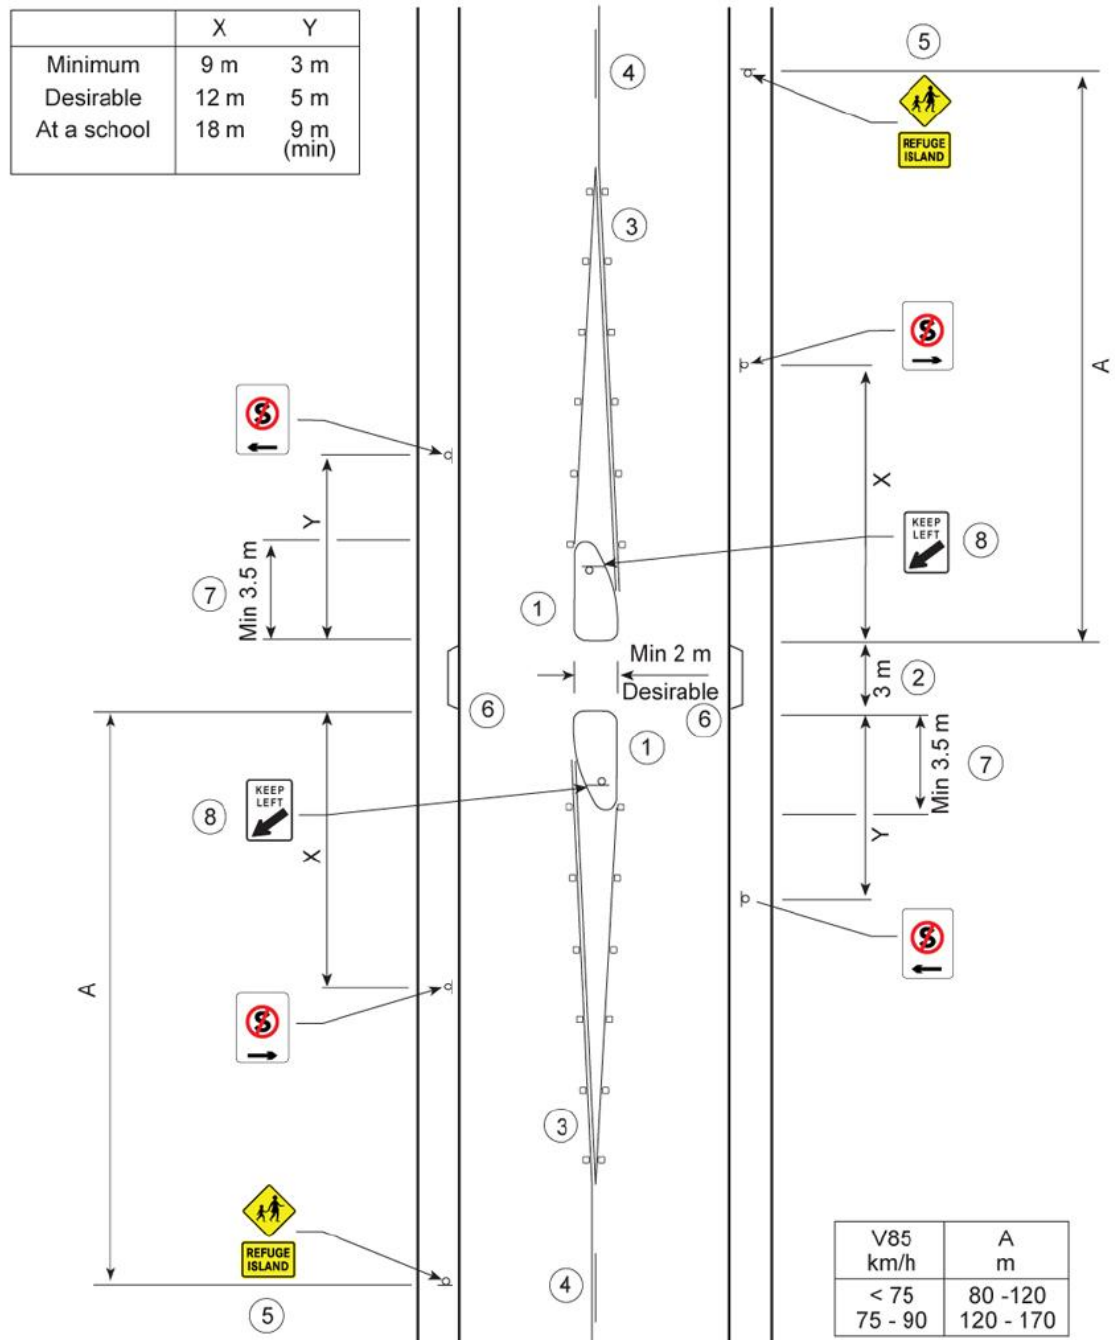 X Y
Minimum 9 m 3 m
Desirable 12 m 5 m
At a school 18 m 9 m
(min)
5
4
REFUGE
ISLAND
3
S
A
S
X
Y
KEEP
LEFT
8
7
Min 3.5 m
1
Min 2 m
Desirable
3 m
2
6
6
1
Min 3.5 m
7
KEEP
LEFT
8
X
Y
S
A
S
3
REFUGE
ISLAND
4
5
V85 A
km/h m
< 75 80 -120
75 - 90 120 - 170